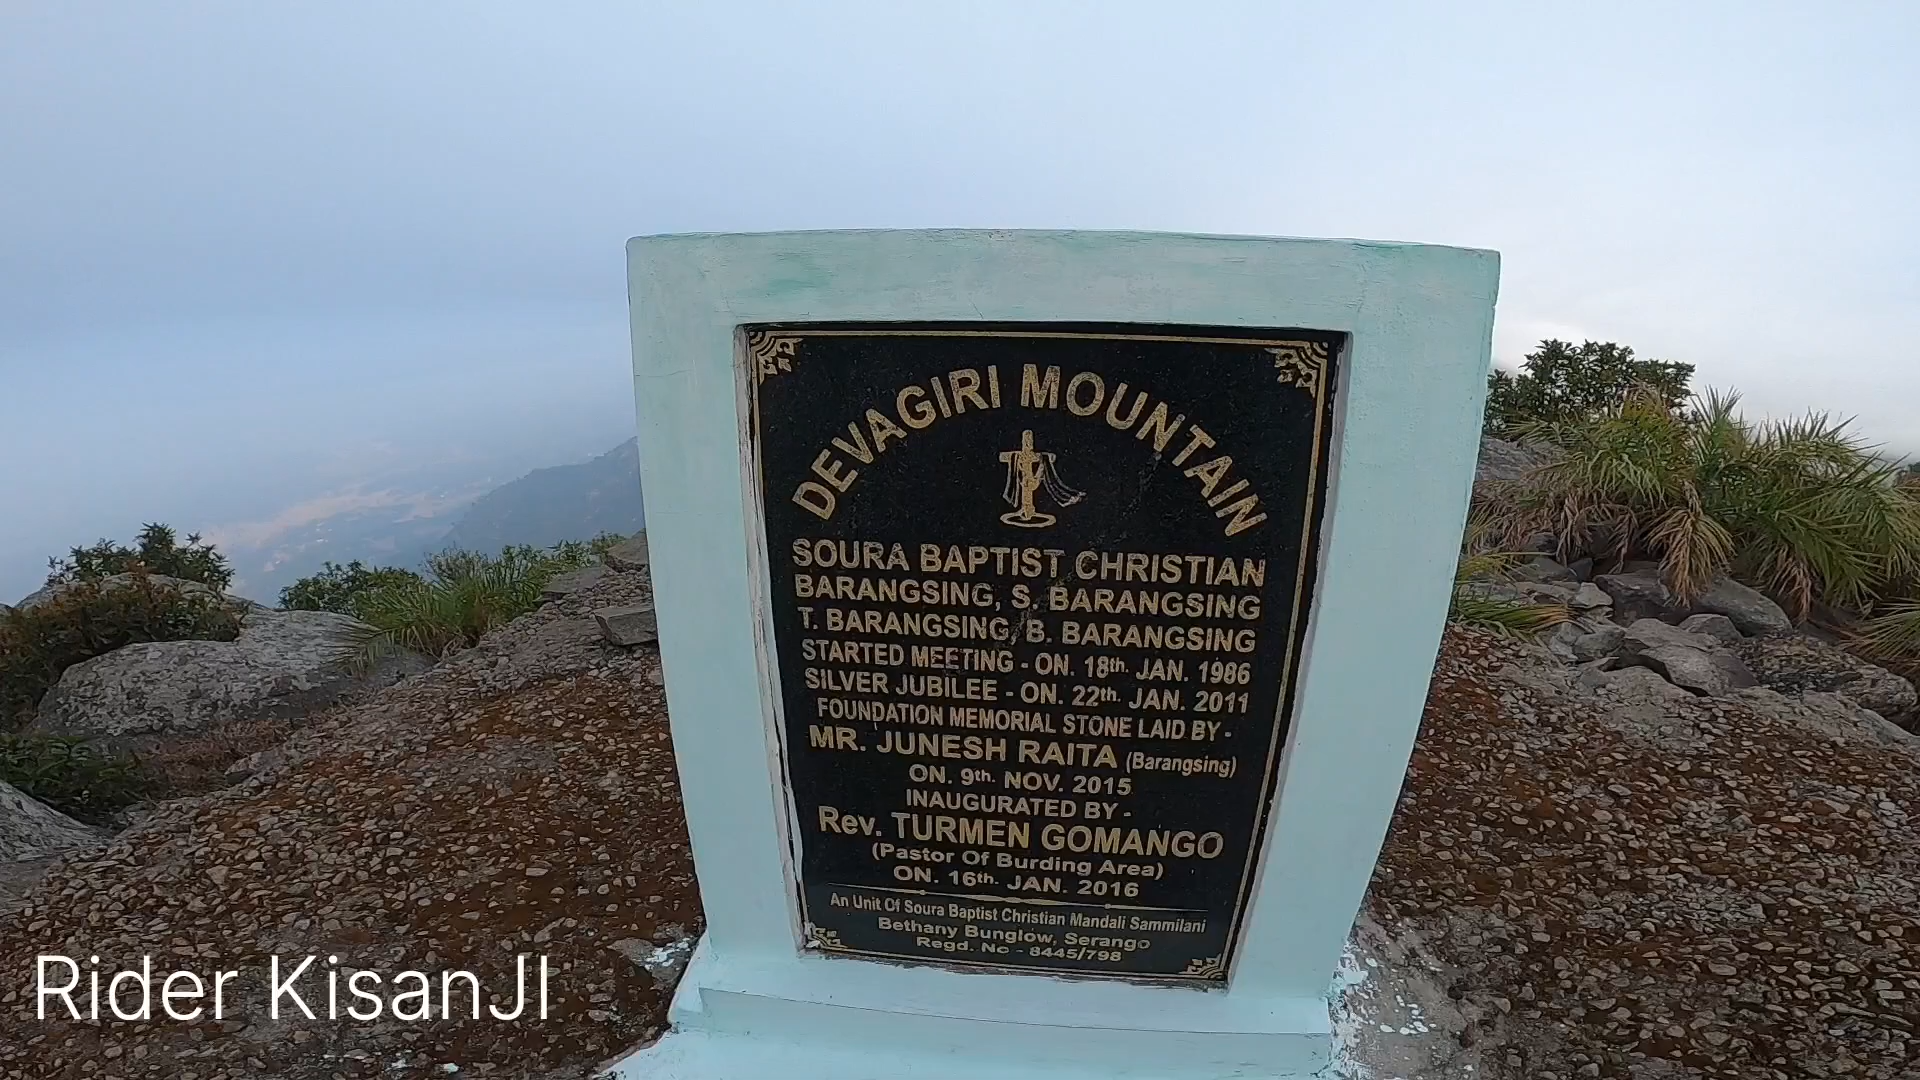 DEVAGIRI MOUNTAIN
SOURA BAPTIST CHRISTIAN
BARANGSING, S. BARANGSING
T. BARANGSING, B. BARANGSING
STARTED MEETING - ON. 18th. JAN. 1986
SILVER JUBILEE - ON. 22th. JAN. 2011
FOUNDATION MEMORIAL STONE LAID BY -
MR. JUNESH RAITA (Barangsing)
ON. 9th. NOV. 2015
INAUGURATED BY -
Rev. TURMEN GOMANGO
(Pastor Of Burding Area)
ON. 16th. JAN. 2016
An Unit Of Soura Baptist Christian Mandali Sammilani
Bethany Bunglow, Serango
Regd. No - 8445/798
Rider KisanJI